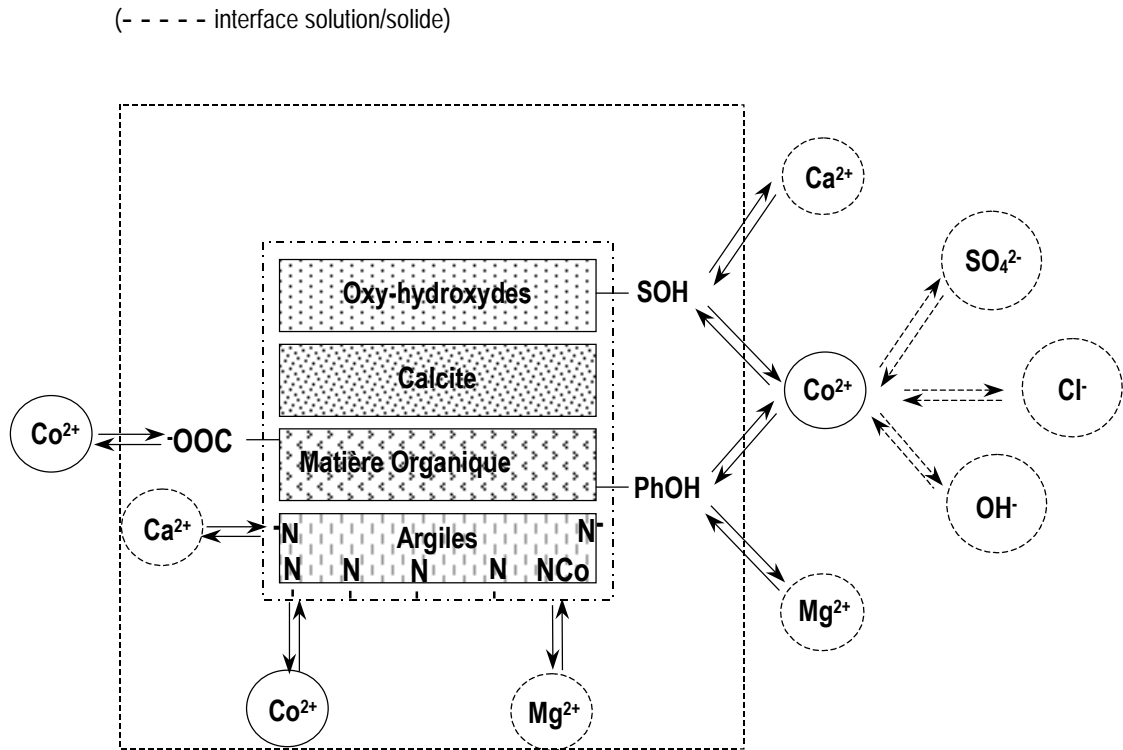 (- - - - - interface solution/solide)
Ca²⁺
SO₄²⁻
Oxy-hydroxydes
SOH
Calcite
Co²⁺
Cl⁻
Co²⁺
⁻OOC
Matière Organique
PhOH
OH⁻
Ca²⁺
⁻N
Argiles
N⁻
N
N
N
N
NCo
Mg²⁺
Co²⁺
Mg²⁺